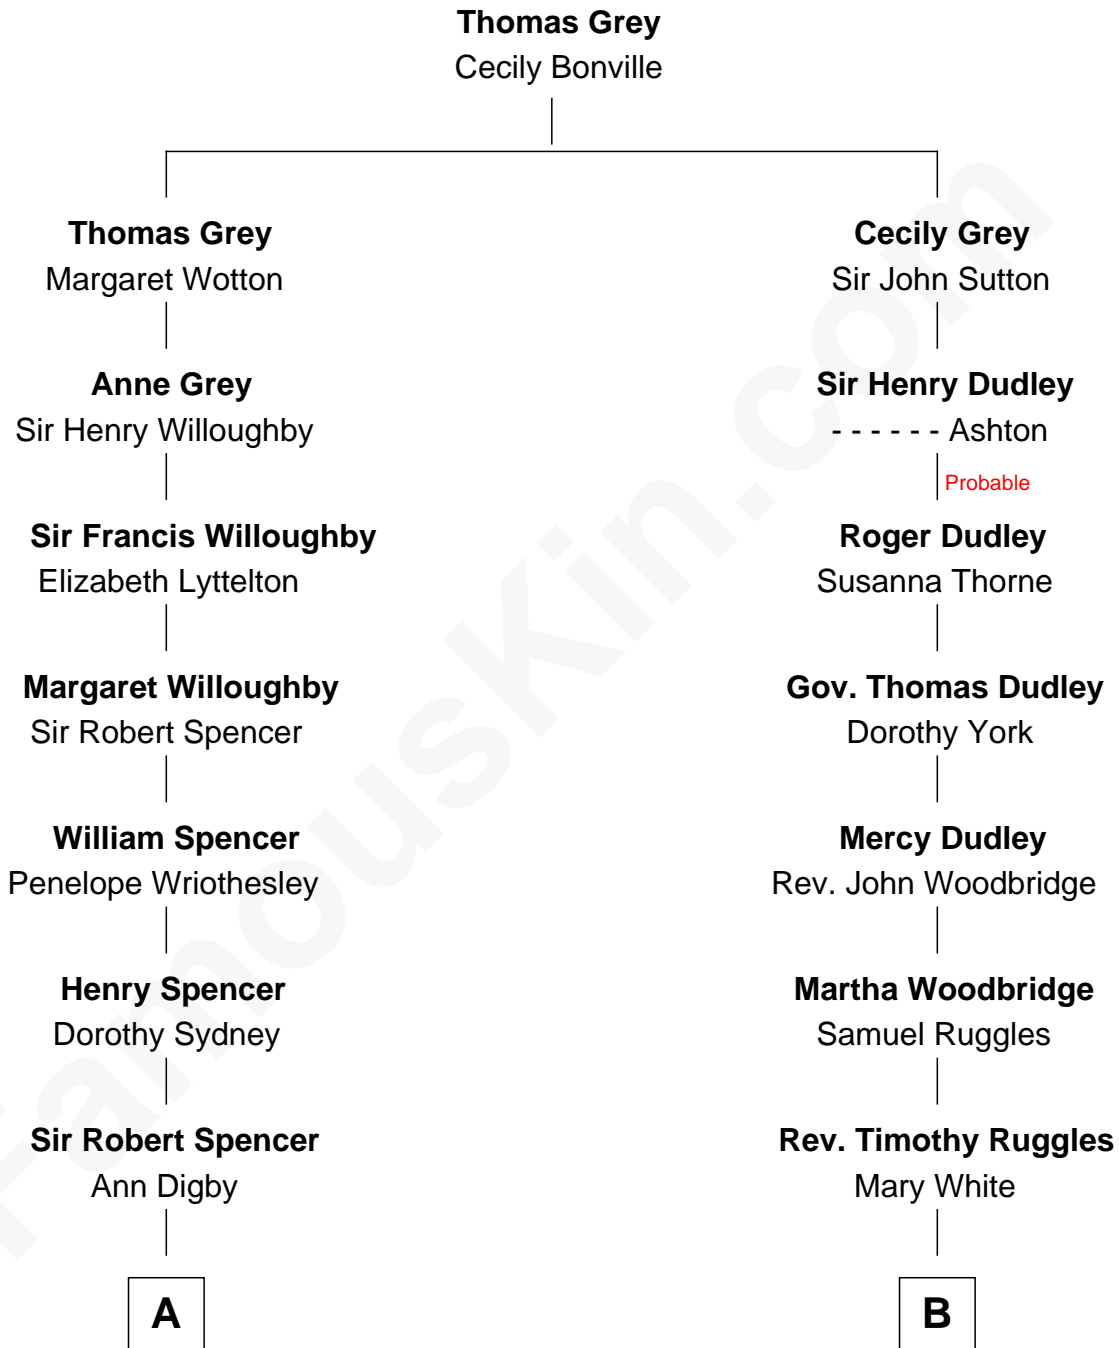 Thomas Grey
Cecily Bonville
Thomas Grey
Margaret Wotton
Anne Grey
Sir Henry Willoughby
Sir Francis Willoughby
Elizabeth Lyttelton
Margaret Willoughby
Sir Robert Spencer
William Spencer
Penelope Wriothesley
Henry Spencer
Dorothy Sydney
Sir Robert Spencer
Ann Digby
A
Cecily Grey
Sir John Sutton
Sir Henry Dudley
- - - - - - Ashton
Probable
Roger Dudley
Susanna Thorne
Gov. Thomas Dudley
Dorothy York
Mercy Dudley
Rev. John Woodbridge
Martha Woodbridge
Samuel Ruggles
Rev. Timothy Ruggles
Mary White
B
FamousKin.com